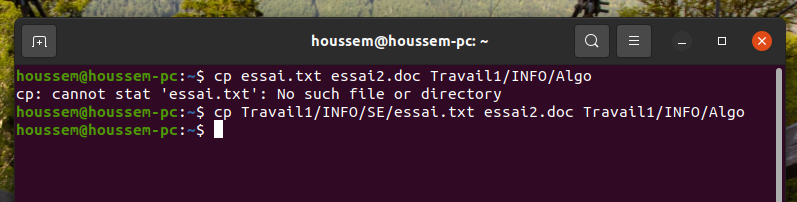 houssem@houssem-pc: ~
houssem@houssem-pc:~$ cp essai.txt essai2.doc Travail1/INFO/Algo
cp: cannot stat 'essai.txt': No such file or directory
houssem@houssem-pc:~$ cp Travail1/INFO/SE/essai.txt essai2.doc Travail1/INFO/Algo
houssem@houssem-pc:~$